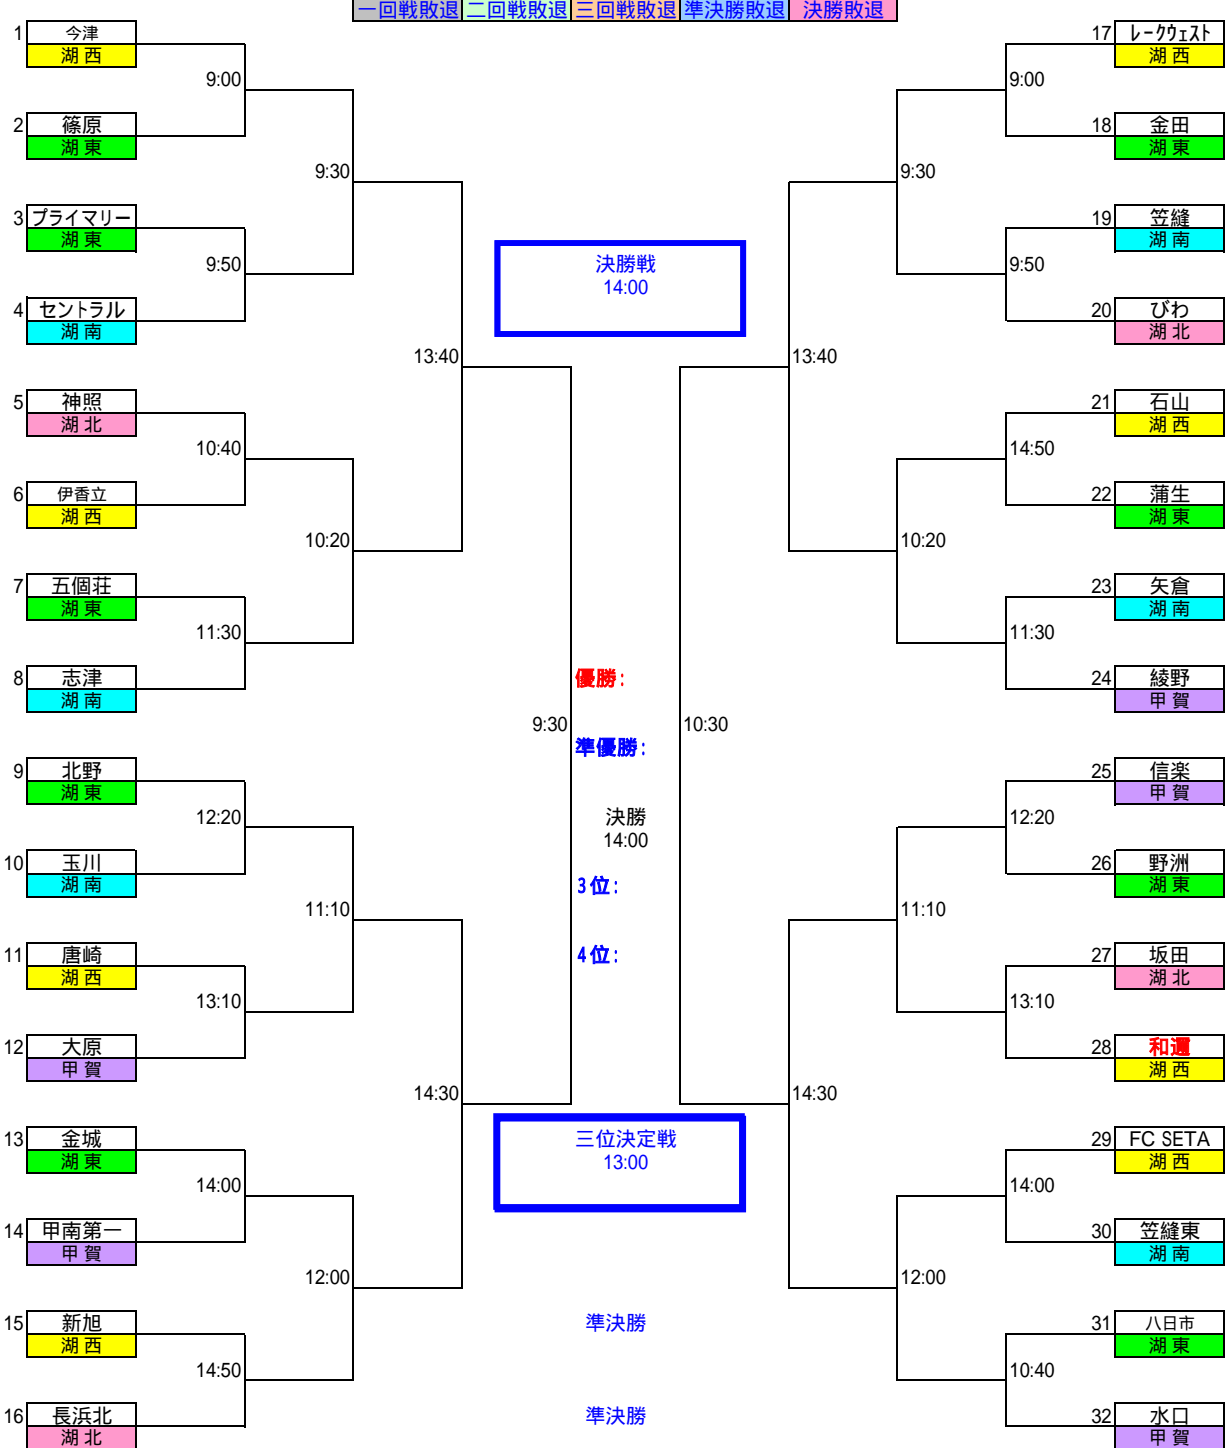 一回戦敗退 二回戦敗退 三回戦敗退 準決勝敗退 決勝敗退
1 今津
湖西
9:00
2 篠原
湖東
9:30
3 プライマリー
湖東
9:50
4 セントラル
湖南
13:40
5 神照
湖北
10:40
6 伊香立
湖西
10:20
7 五個荘
湖東
11:30
8 志津
湖南
9:30
9 北野
湖東
12:20
10 玉川
湖南
11:10
11 唐崎
湖西
13:10
12 大原
甲賀
14:30
13 金城
湖東
14:00
14 甲南第一
甲賀
12:00
15 新旭
湖西
14:50
16 長浜北
湖北
決勝戦
14:00
優勝:
準優勝:
決勝
14:00
3位:
4位:
三位決定戦
13:00
準決勝
準決勝
17 レークウェスト
湖西
9:00
18 金田
湖東
9:30
19 笠縫
湖南
9:50
20 びわ
湖北
13:40
21 石山
湖西
14:50
22 蒲生
湖東
10:20
23 矢倉
湖南
11:30
24 綾野
甲賀
10:30
25 信楽
甲賀
12:20
26 野洲
湖東
11:10
27 坂田
湖北
13:10
28 和邇
湖西
14:30
29 FC SETA
湖西
14:00
30 笠縫東
湖南
12:00
31 八日市
湖東
10:40
32 水口
甲賀